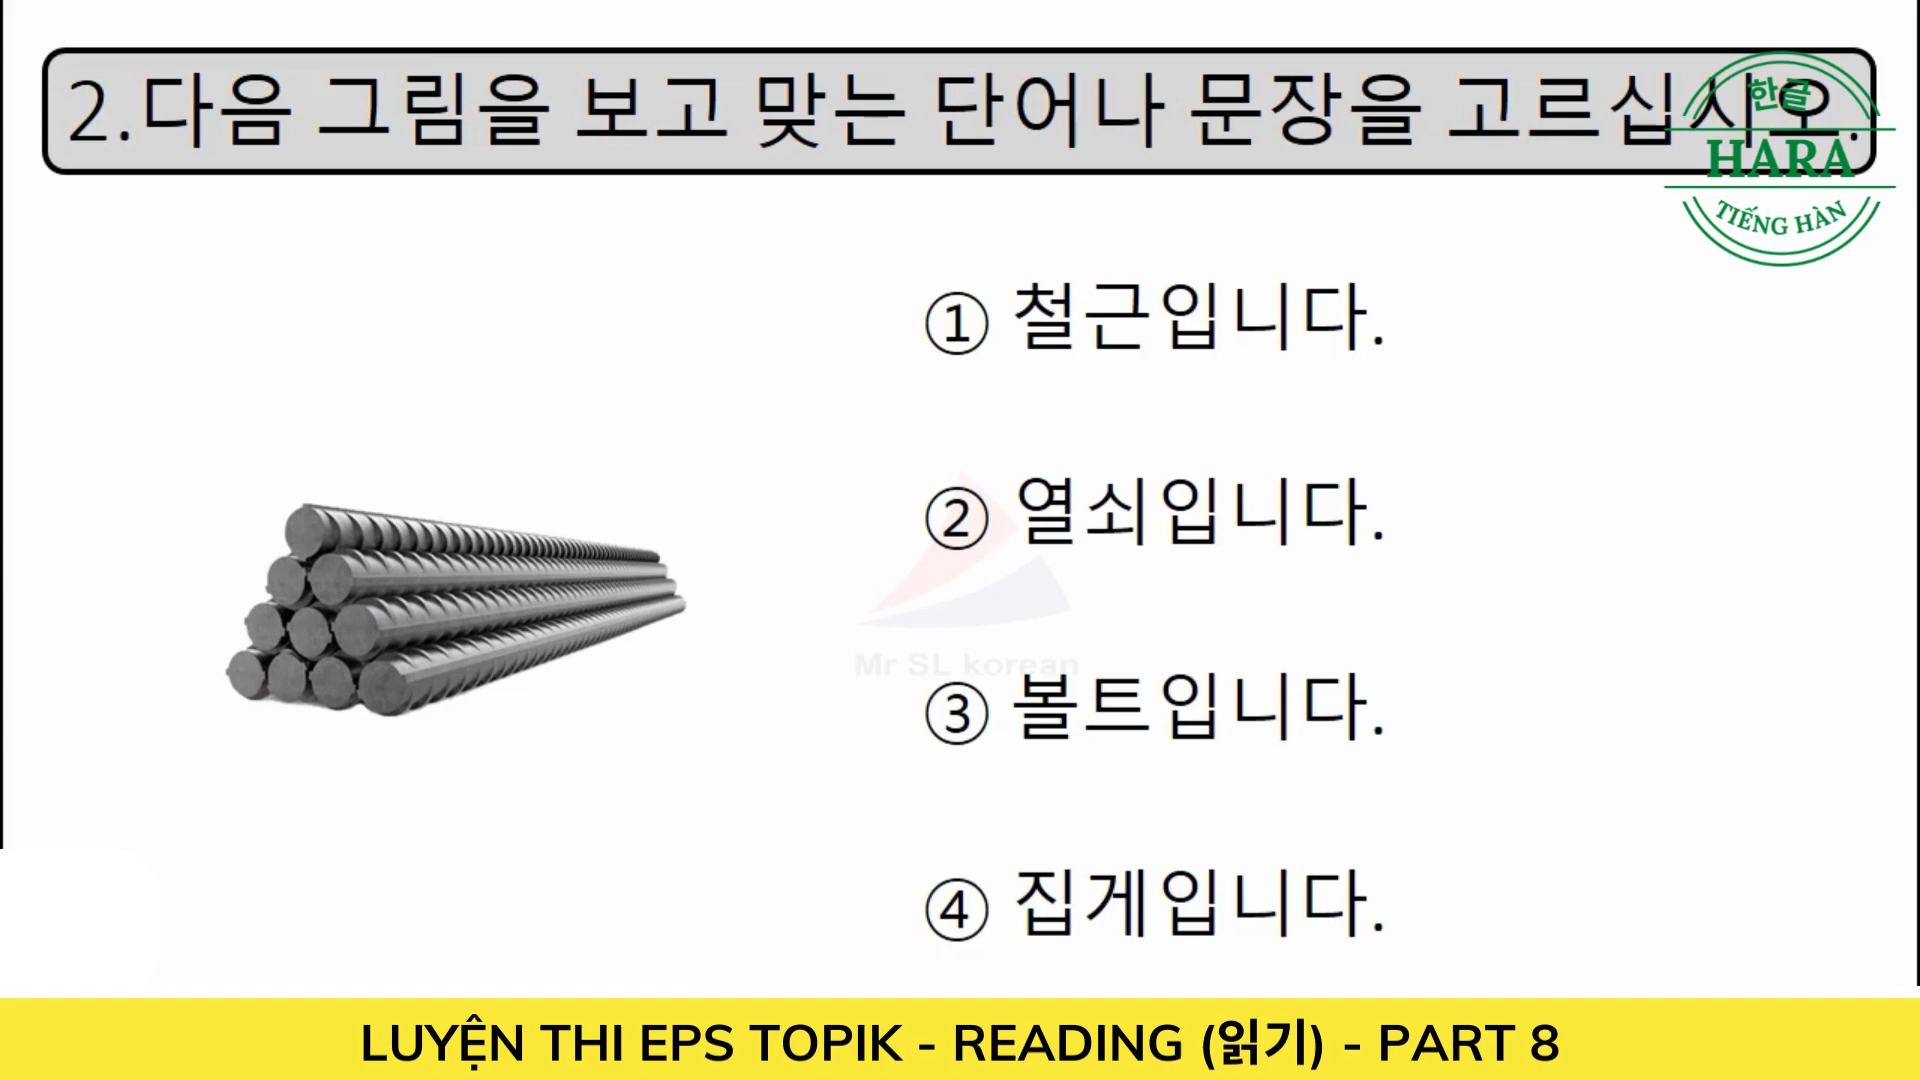 2.다음 그림을 보고 맞는 단어나 문장을 고르십시오.
한글
HARA
TIẾNG HÀN
① 철근입니다.
② 열쇠입니다.
Mr SL korean
③ 볼트입니다.
④ 집게입니다.
LUYỆN THI EPS TOPIK - READING (읽기) - PART 8